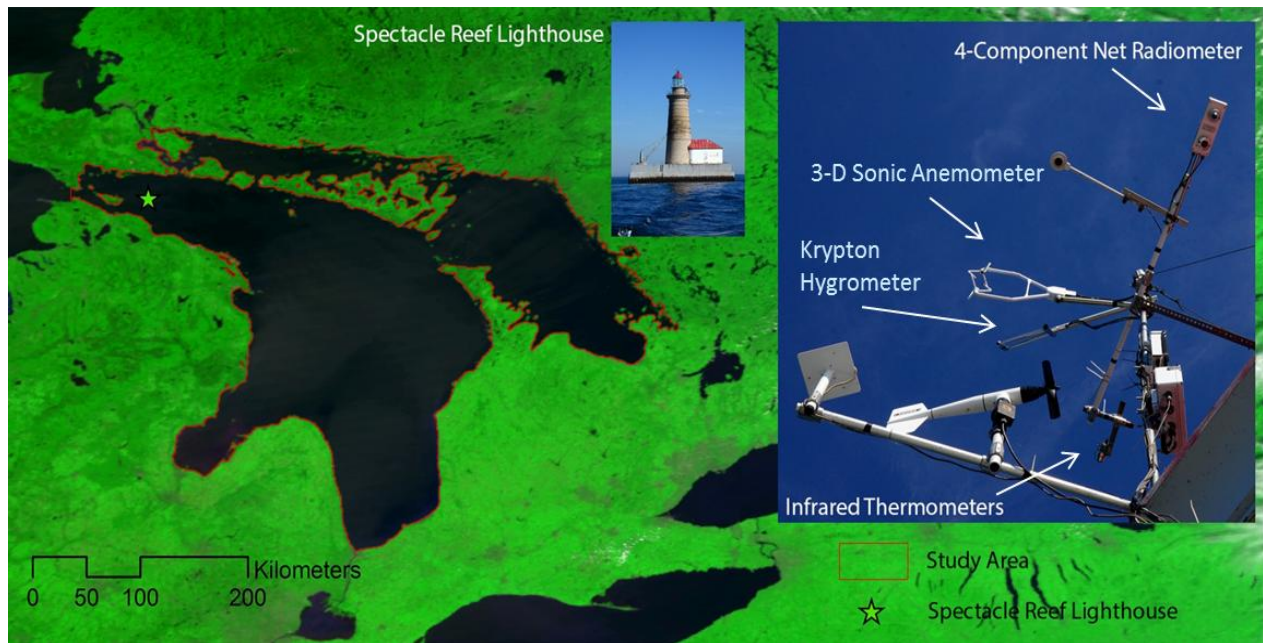 Spectacle Reef Lighthouse
4-Component Net Radiometer
3-D Sonic Anemometer
Krypton
Hygrometer
Infrared Thermometers
Kilometers
0 50 100 200
Study Area
Spectacle Reef Lighthouse